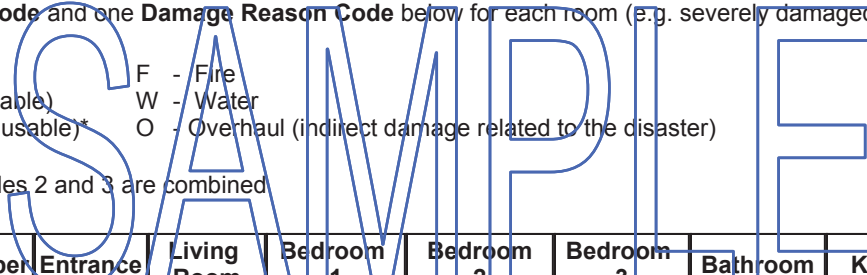 ode and one Damage Reason Code below for each room (e.g. severely damaged
F - Fire
able) W - Water
usable)* O - Overhaul (indirect damage related to the disaster)
les 2 and 3 are combined
SAMPLE
ber Entrance Living Room Bedroom 1 Bedroom 2 Bedroom 3 Bathroom K